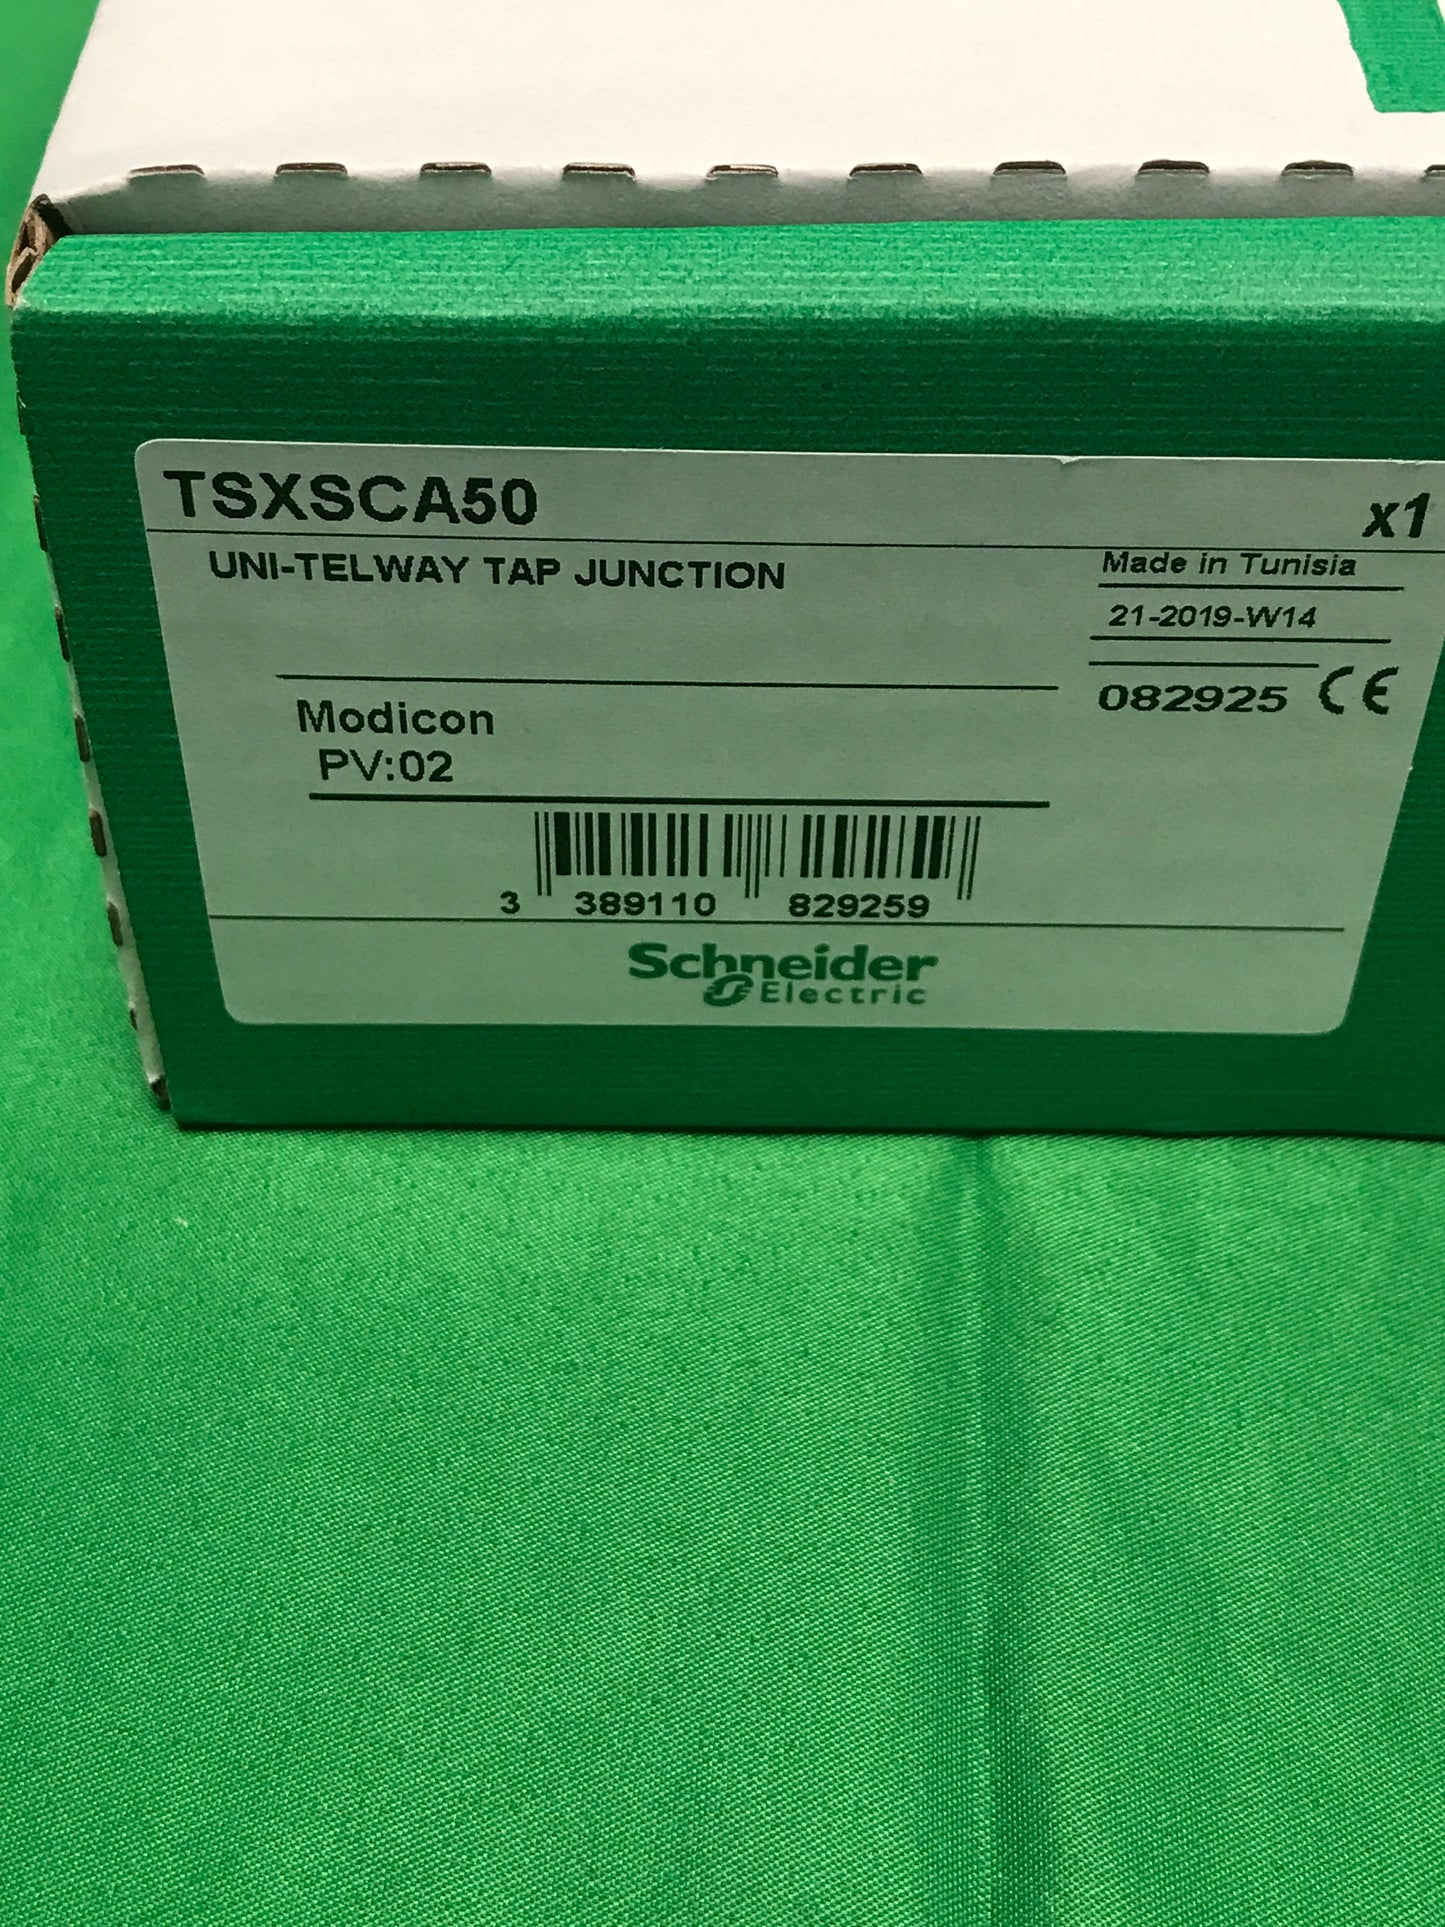 TSXSCA50
x1
UNI-TELWAY TAP JUNCTION
Made in Tunisia
21-2019-W14
082925 CE
Modicon
PV:02
3 389110 829259
Schneider
Electric